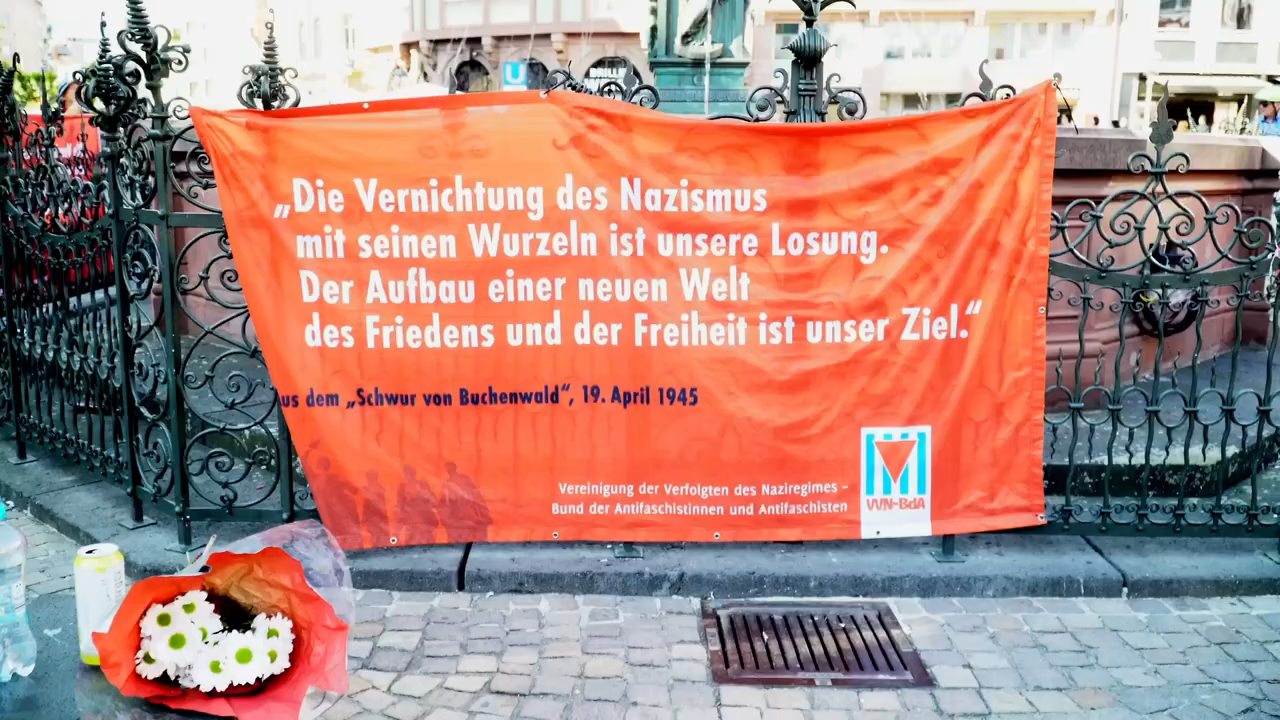 U
BRILLE
„Die Vernichtung des Nazismus
mit seinen Wurzeln ist unsere Losung.
Der Aufbau einer neuen Welt
des Friedens und der Freiheit ist unser Ziel.“
us dem „Schwur von Buchenwald“, 19. April 1945
Vereinigung der Verfolgten des Naziregimes –
Bund der Antifaschistinnen und Antifaschisten
VVN-BdA